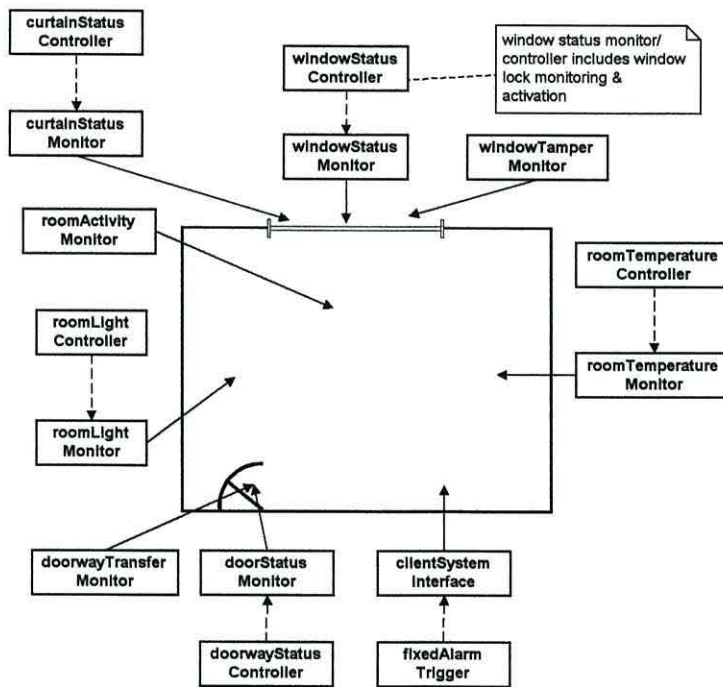 curtainStatus
Controller
windowStatus
Controller
window status monitor/
controller includes window
lock monitoring &
activation
curtainStatus
Monitor
windowStatus
Monitor
windowTamper
Monitor
roomActivity
Monitor
roomTemperature
Controller
roomLight
Controller
roomTemperature
Monitor
roomLight
Monitor
doorwayTransfer
Monitor
doorStatus
Monitor
clientSystem
Interface
doorwayStatus
Controller
fixedAlarm
Trigger